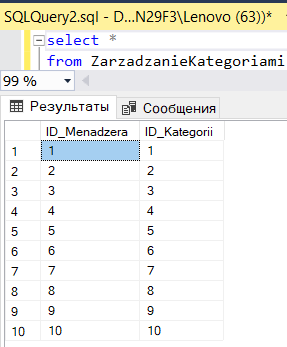 SQLQuery2.sql - D...N29F3\Lenovo (63))*
select *
from ZarzadzanieKategoriami
99 %
Результаты Сообщения
ID_Menadzera ID_Kategorii
1 1 1
2 2 2
3 3 3
4 4 4
5 5 5
6 6 6
7 7 7
8 8 8
9 9 9
10 10 10